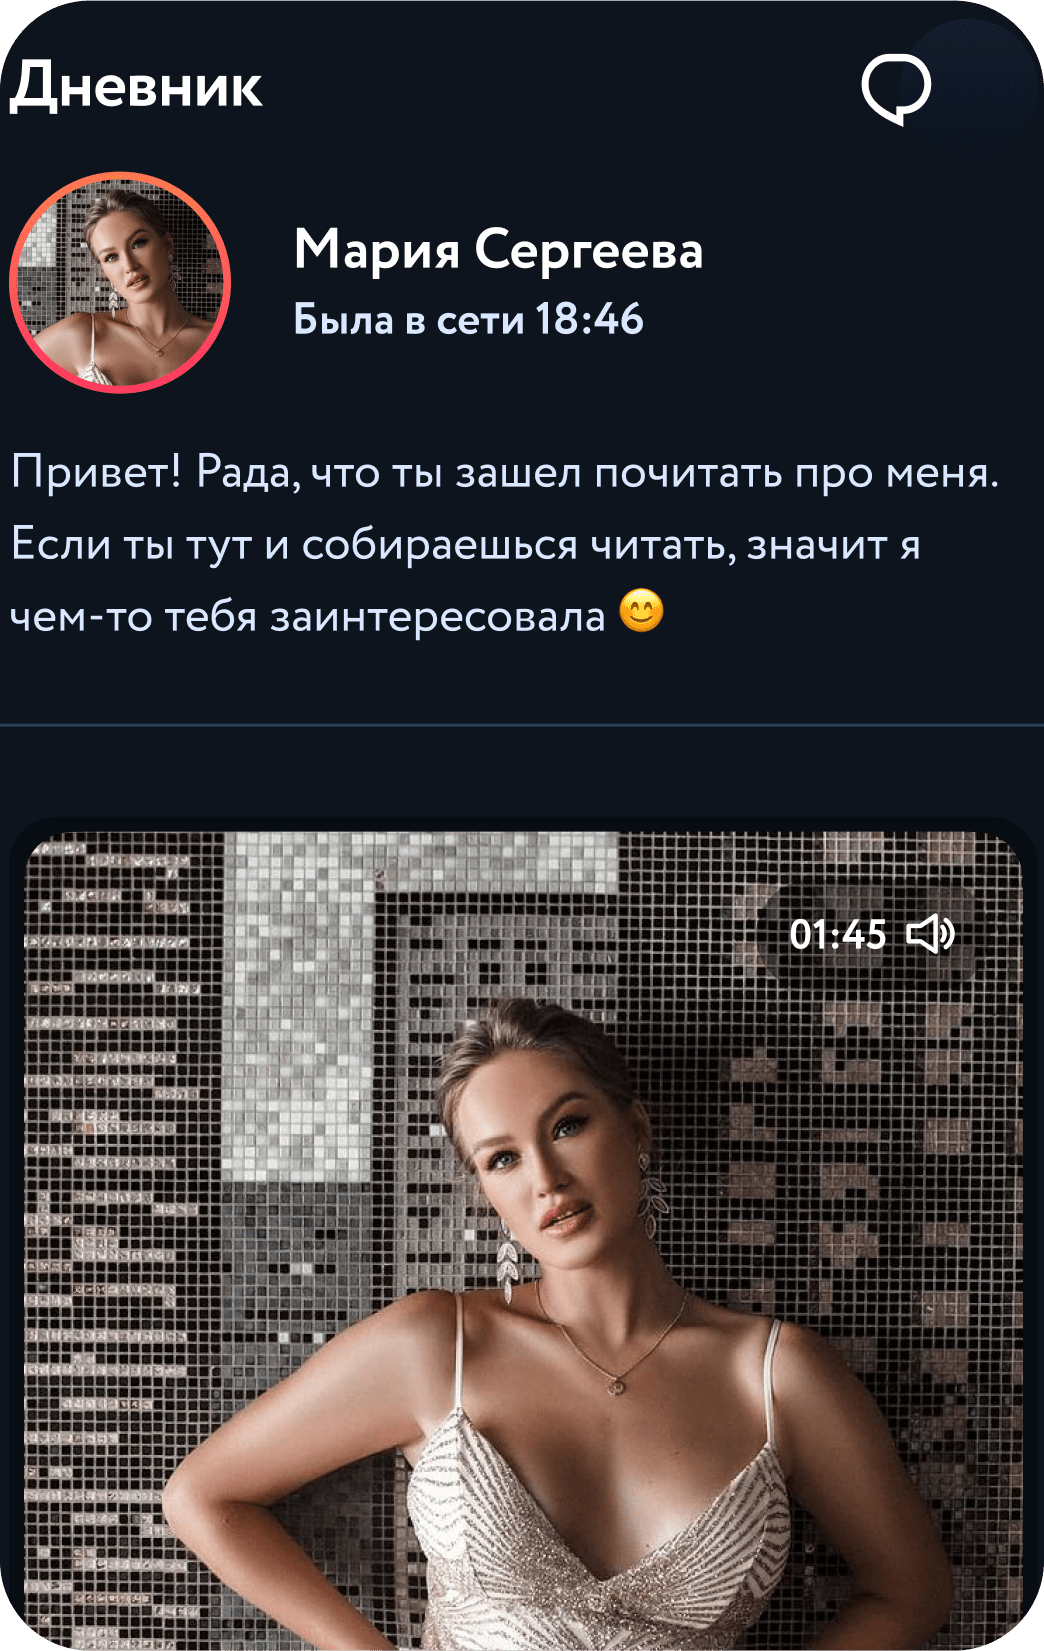 Дневник
Мария Сергеева
Была в сети 18:46
Привет! Рада, что ты зашел почитать про меня.
Если ты тут и собираешься читать, значит я
чем-то тебя заинтересовала 😊
01:45